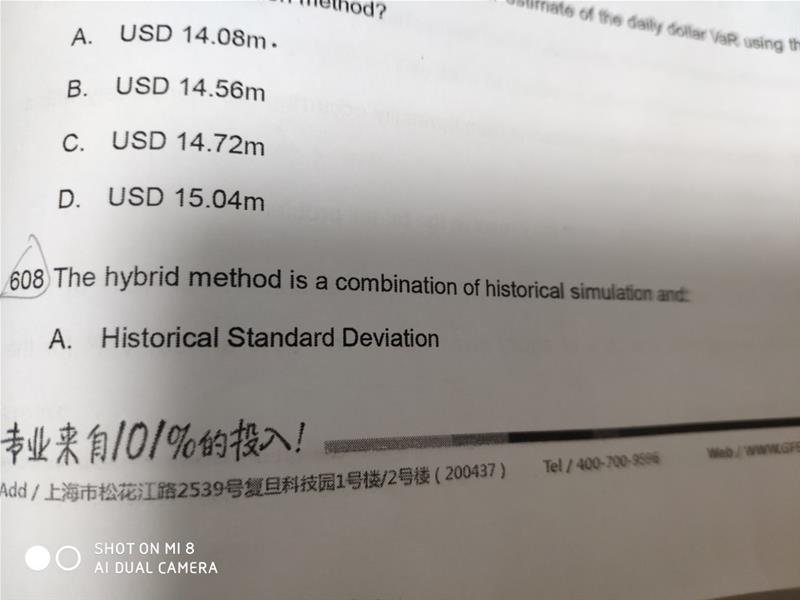 estimate of the daily dollar VaR using
method?
A. USD 14.08m.
B. USD 14.56m
C. USD 14.72m
D. USD 15.04m
608 The hybrid method is a combination of historical simulation and:
A. Historical Standard Deviation
专业来自101%的投入!
Add / 上海市松花江路2539号复旦科技园1号楼/2号楼 ( 200437 ) Tel / 400-700-9596 Web / WWW.
SHOT ON MI 8
AI DUAL CAMERA